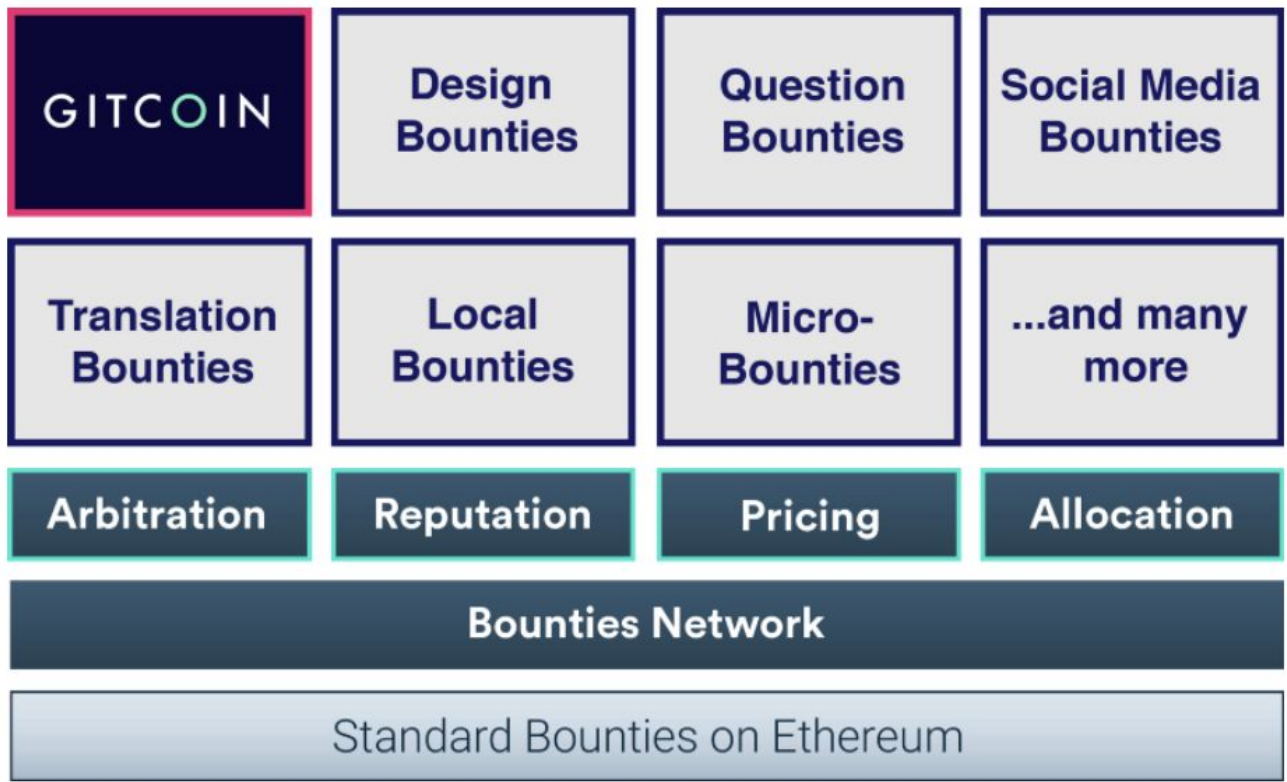 GITCOIN
Design
Bounties
Question
Bounties
Social Media
Bounties
Translation
Bounties
Local
Bounties
Micro-
Bounties
...and many
more
Arbitration
Reputation
Pricing
Allocation
Bounties Network
Standard Bounties on Ethereum